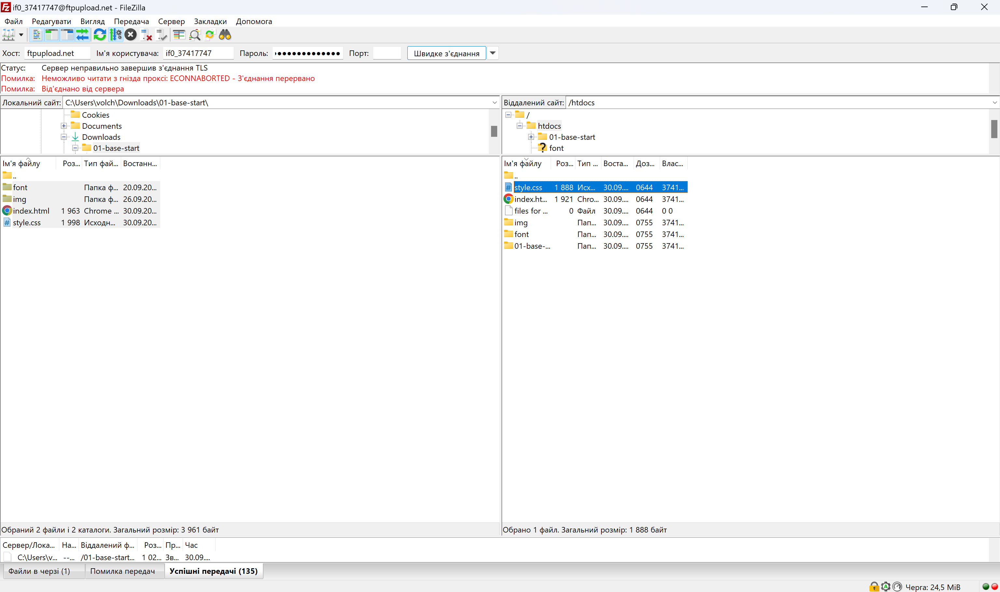 if0_37417747@ftpupload.net - FileZilla
Файл Редагувати Вигляд Передача Сервер Закладки Допомога
Хост: ftpupload.net Ім'я користувача: if0_37417747 Пароль: ●●●●●●●●●●●●● Порт: Швидке з'єднання
Статус: Сервер неправильно завершив з'єднання TLS
Помилка: Неможливо читати з гнізда проксі: ECONNABORTED - З'єднання перервано
Помилка: Від'єднано від сервера
Локальний сайт: C:\Users\volch\Downloads\01-base-start\
Cookies
Documents
Downloads
01-base-start
Ім'я файлу Роз... Тип фай... Востанн...
..
font Папка ф... 20.09.20...
img Папка ф... 26.09.20...
index.html 1 963 Chrome ... 30.09.20...
style.css 1 998 Исходн... 30.09.20...
Обраний 2 файли і 2 каталоги. Загальний розмір: 3 961 байт
Віддалений сайт: /htdocs
/
htdocs
01-base-start
font
Ім'я файлу Роз... Тип ... Воста... Доз... Влас...
..
style.css 1 888 Исх... 30.09.... 0644 3741...
index.ht... 1 921 Chro... 30.09.... 0644 3741...
files for ... 0 Файл 30.09.... 0644 0 0
img Пап... 30.09.... 0755 3741...
font Пап... 30.09.... 0755 3741...
01-base-... Пап... 30.09.... 0755 3741...
Обрано 1 файл. Загальний розмір: 1 888 байт
Сервер/Лока... На... Віддалений ф... Роз... Пр... Час
C:\Users\v... --... /01-base-start... 1 02... Зв... 30.09....
Файли в черзі (1) Помилка передач Успішні передачі (135)
Черга: 24,5 MiB